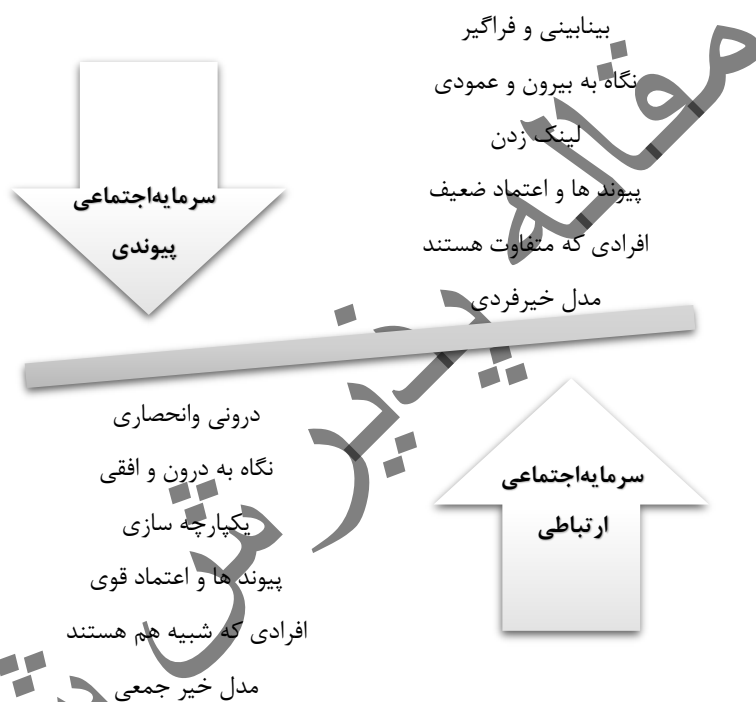 بینابینی و فراگیر
نگاه به بیرون و عمودی
لینک زدن
پیوند ها و اعتماد ضعیف
افرادی که متفاوت هستند
مدل خیرفردی
سرمایه‌اجتماعی
پیوندی
درونی وانحصاری
نگاه به درون و افقی
یکپارچه سازی
پیوند ها و اعتماد قوی
افرادی که شبیه هم هستند
مدل خیر جمعی
سرمایه‌اجتماعی
ارتباطی
مقاله پذیرش